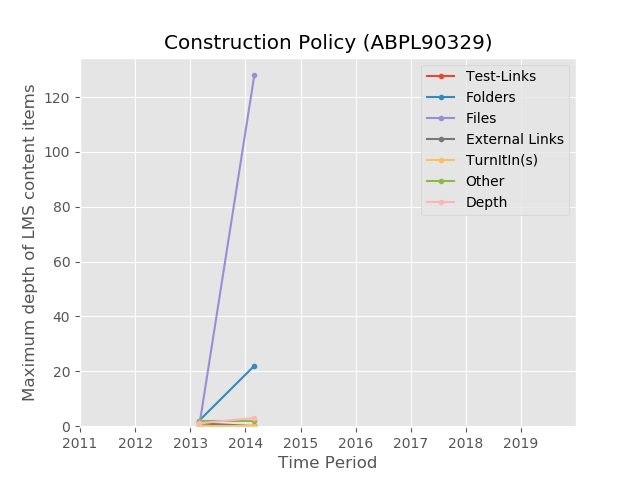 Construction Policy (ABPL90329)
Maximum depth of LMS content items
120
100
80
60
40
20
0
Test-Links
Folders
Files
External Links
TurnItIn(s)
Other
Depth
2011 2012 2013 2014 2015 2016 2017 2018 2019
Time Period